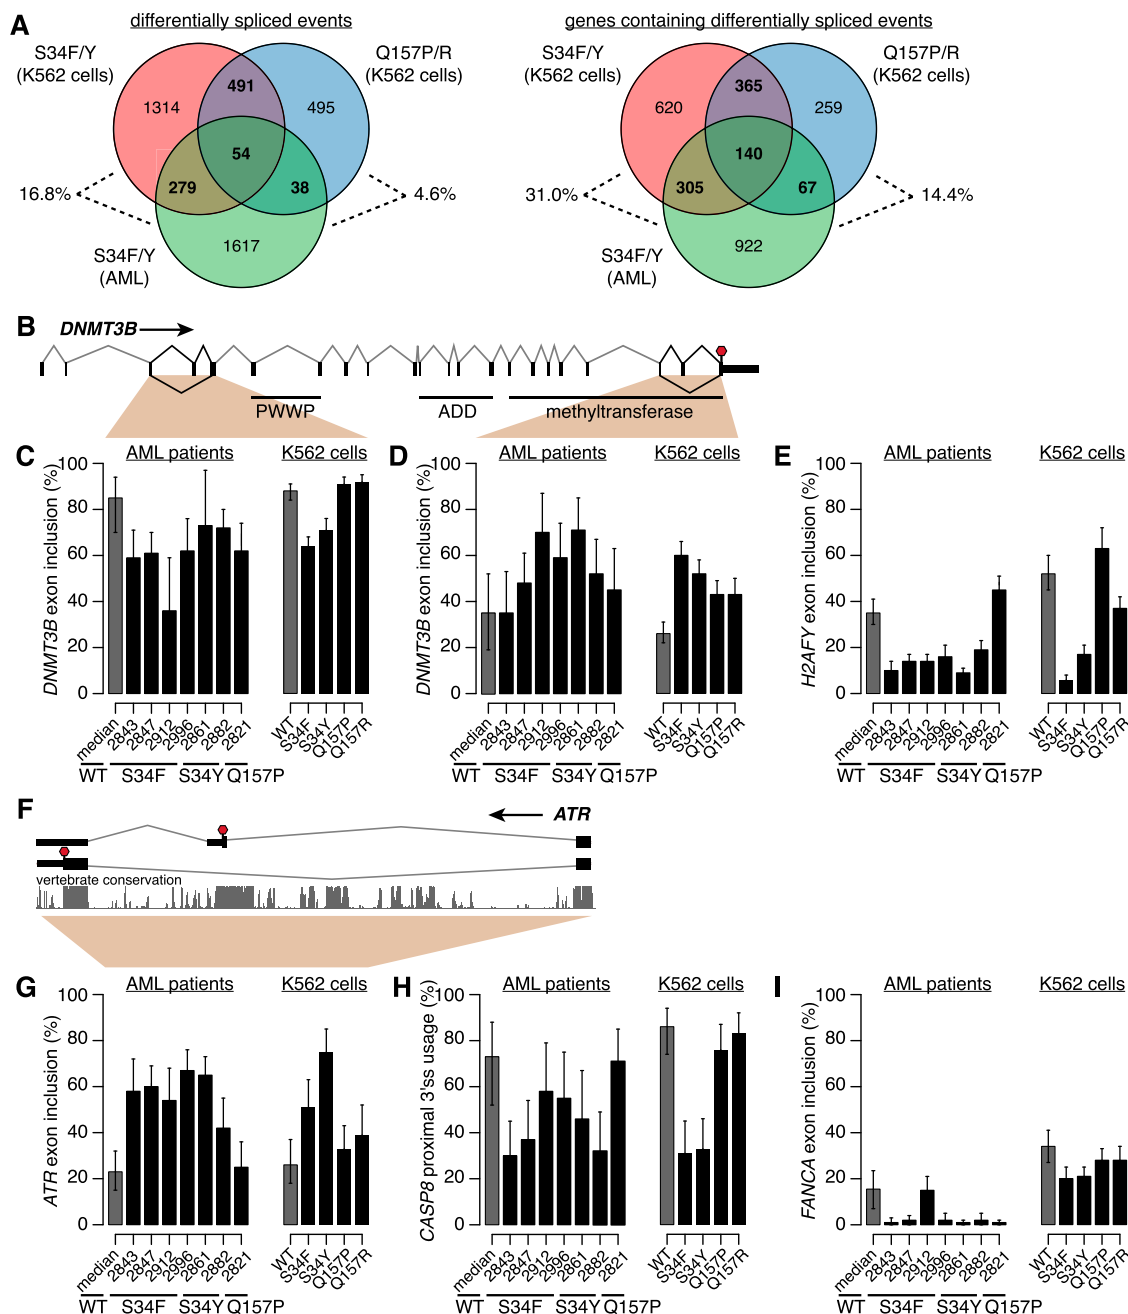 A
differentially spliced events
genes containing differentially spliced events
S34F/Y
(K562 cells)
Q157P/R
(K562 cells)
1314
491
495
54
279
38
16.8%
4.6%
1617
S34F/Y
(AML)
S34F/Y
(K562 cells)
Q157P/R
(K562 cells)
620
365
259
140
305
67
31.0%
14.4%
922
S34F/Y
(AML)
B
DNMT3B
PWWP
ADD
methyltransferase
C
AML patients
K562 cells
DNMT3B exon inclusion (%)
100
80
60
40
20
0
median
2843
2847
2912
2996
2861
2882
2821
WT
S34F
S34Y
Q157P
Q157R
WT
S34F
S34Y
Q157P
D
AML patients
K562 cells
DNMT3B exon inclusion (%)
100
80
60
40
20
0
median
2843
2847
2912
2996
2861
2882
2821
WT
S34F
S34Y
Q157P
Q157R
WT
S34F
S34Y
Q157P
E
AML patients
K562 cells
H2AFY exon inclusion (%)
100
80
60
40
20
0
median
2843
2847
2912
2996
2861
2882
2821
WT
S34F
S34Y
Q157P
Q157R
WT
S34F
S34Y
Q157P
F
ATR
vertebrate conservation
G
AML patients
K562 cells
ATR exon inclusion (%)
100
80
60
40
20
0
median
2843
2847
2912
2996
2861
2882
2821
WT
S34F
S34Y
Q157P
Q157R
WT
S34F
S34Y
Q157P
H
AML patients
K562 cells
CASP8 proximal 3'ss usage (%)
100
80
60
40
20
0
median
2843
2847
2912
2996
2861
2882
2821
WT
S34F
S34Y
Q157P
Q157R
WT
S34F
S34Y
Q157P
I
AML patients
K562 cells
FANCA exon inclusion (%)
100
80
60
40
20
0
median
2843
2847
2912
2996
2861
2882
2821
WT
S34F
S34Y
Q157P
Q157R
WT
S34F
S34Y
Q157P